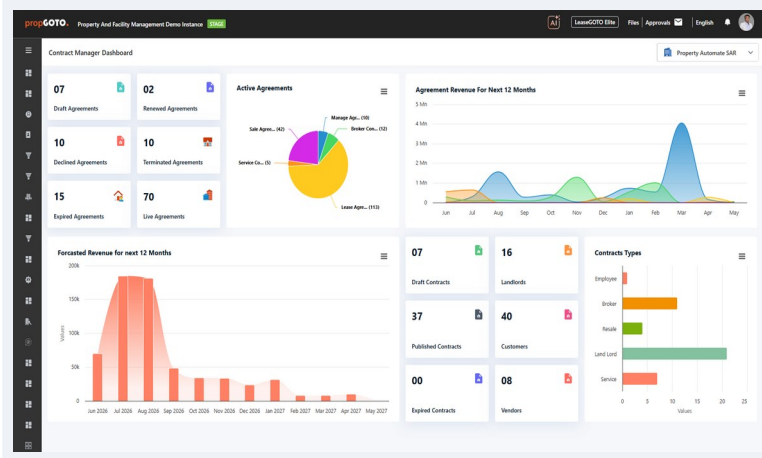 propGOTO. Property And Facility Management Demo Instance STAGE
AI LeaseGOTO Elite Files Approvals English
Contract Manager Dashboard
Property Automate SAR
07
Draft Agreements
02
Renewed Agreements
10
Declined Agreements
10
Terminated Agreements
15
Expired Agreements
70
Live Agreements
Active Agreements
Manage Agr... (10)
Sale Agree... (42)
Broker Con... (12)
Service Co... (5)
Lease Agre... (113)
Agreement Revenue For Next 12 Months
5 Mn
4 Mn
3 Mn
2 Mn
1 Mn
0
Jun Jul Aug Sep Oct Nov Dec Jan Feb Mar Apr May
Forcasted Revenue for next 12 Months
200k
150k
100k
50k
0
Values
Jun 2026 Jul 2026 Aug 2026 Sep 2026 Oct 2026 Nov 2026 Dec 2026 Jan 2027 Feb 2027 Mar 2027 Apr 2027 May 2027
07
Draft Contracts
16
Landlords
37
Published Contracts
40
Customers
00
Expired Contracts
08
Vendors
Contracts Types
Employee
Broker
Resale
Land Lord
Service
0 5 10 15 20 25
Values